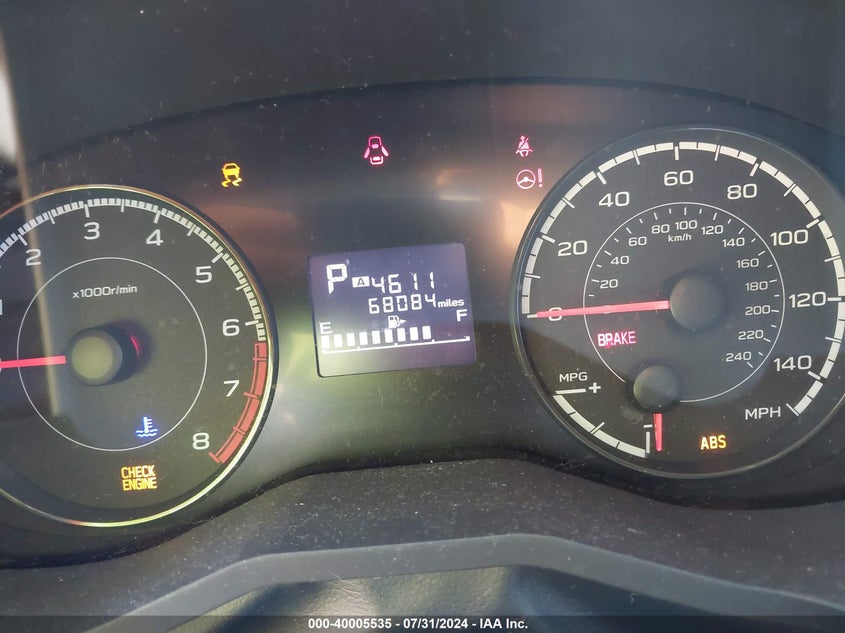 3
2
4
1
5
x1000r/min
6
7
8
CHECK
ENGINE
P A 4611
68084 miles
E F
60
40
80
20
100
0
120
140
MPH
80 100 120
60 km/h 140
40 160
20 180
200
220
240
BRAKE
MPG
+
−
ABS
000-40005535 - 07/31/2024 - IAA Inc.